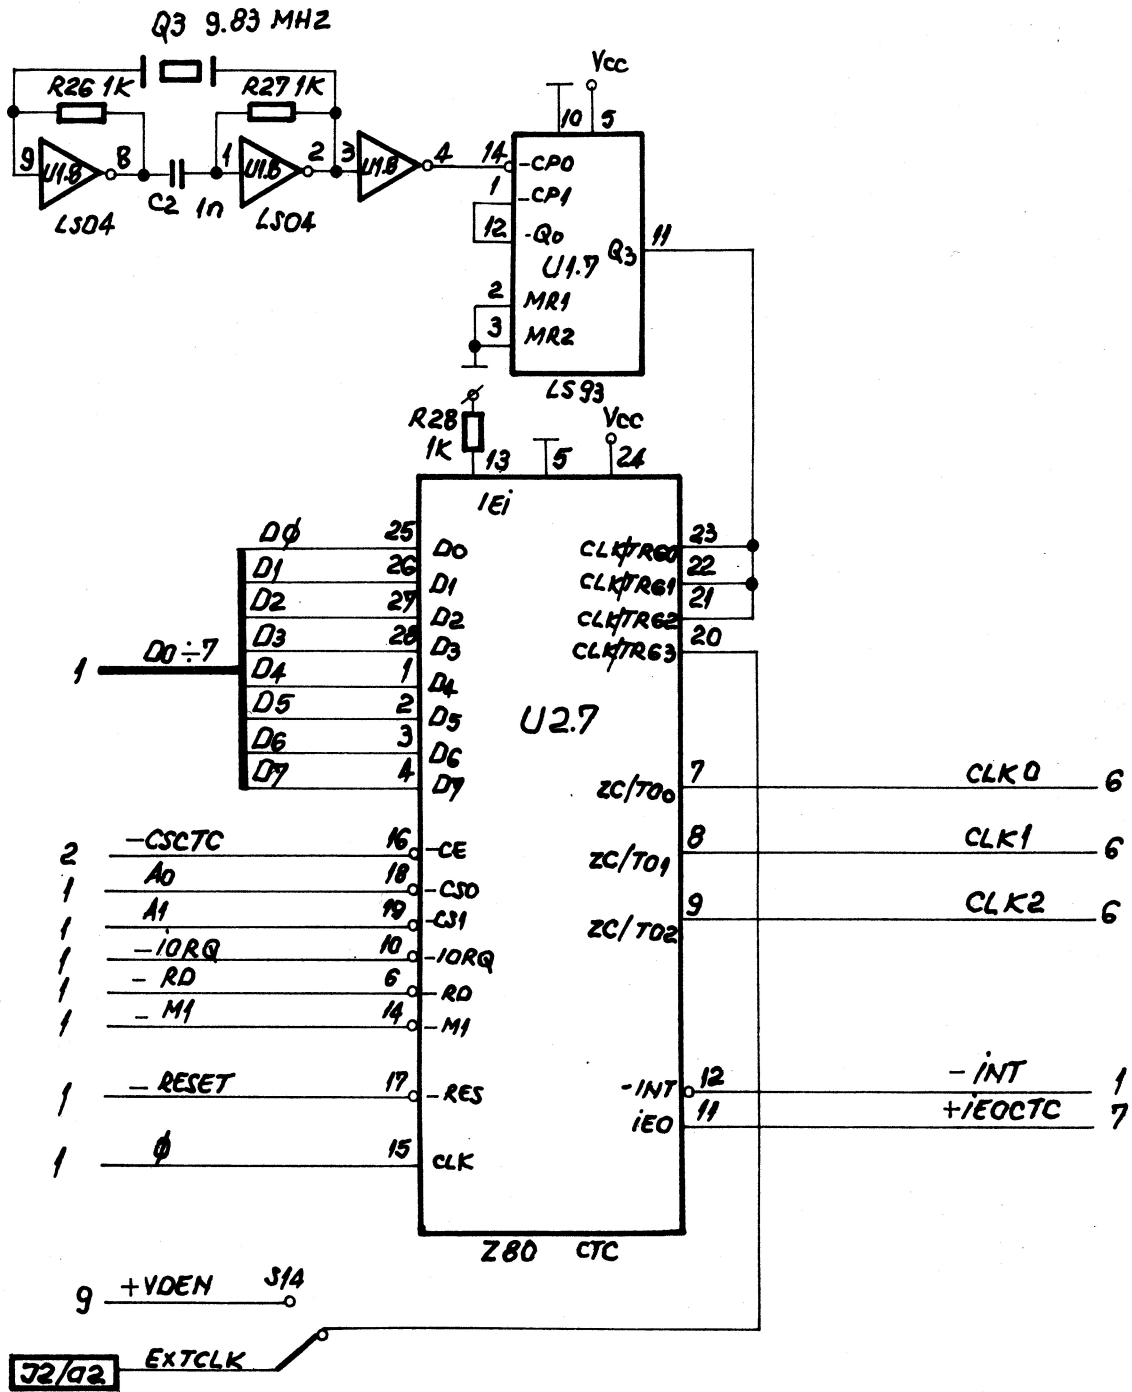 Q3 9.83 MHZ
Vcc
R26 1K
R27 1K
10 5
9 U1.8 8
1 U1.8 2
3 U1.8 4
14 -CP0
C2 1n
1 -CP1
LS04
LS04
12 -Q0
Q3 11
U1.7
2 MR1
3 MR2
LS93
R28
1K
Vcc
13 5 24
IEi
DØ 25 D0
CLK/TRG0 23
D1 26 D1
CLK/TRG1 22
D2 27 D2
CLK/TRG2 21
D3 28 D3
CLK/TRG3 20
1 D0÷7
D4 1 D4
D5 2 D5
U2.7
D6 3 D6
D7 4 D7
ZC/T00 7 CLK0 6
2 -CSCTC 16 -CE
ZC/T01 8 CLK1 6
1 A0 18 -CS0
1 A1 19 -CS1
ZC/T02 9 CLK2 6
1 -iORQ 10 -IORQ
1 - RD 6 -RD
1 - M1 14 -M1
1 - RESET 17 -RES
-INT 12 -iNT 1
iEO 11 +iEOCTC 7
1 ϕ 15 CLK
Z80 CTC
9 +VDEN S14
J2/a2 EXTCLK